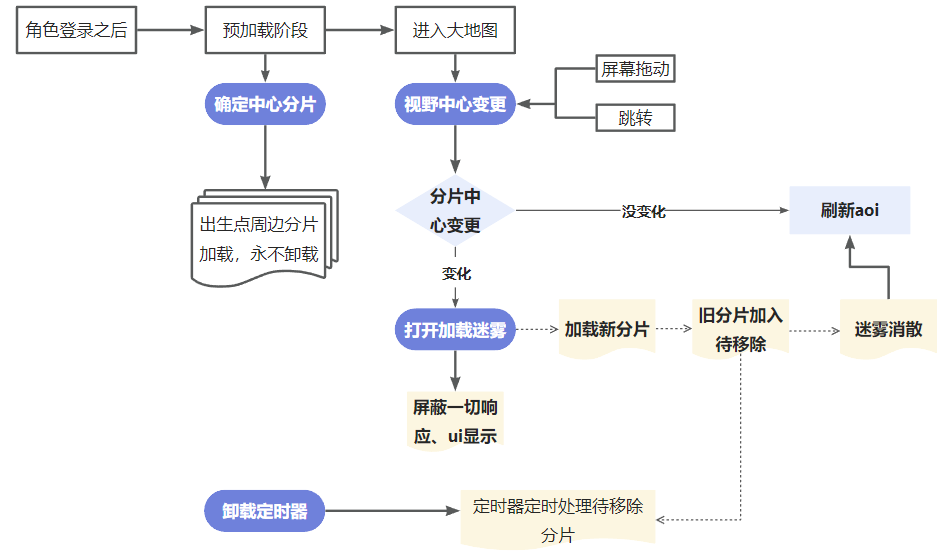 角色登录之后
预加载阶段
进入大地图
屏幕拖动
确定中心分片
视野中心变更
跳转
分片中
心变更
没变化
刷新aoi
出生点周边分片
加载，永不卸载
变化
打开加载迷雾
加载新分片
旧分片加入
待移除
迷雾消散
屏蔽一切响
应、ui显示
卸载定时器
定时器定时处理待移除
分片